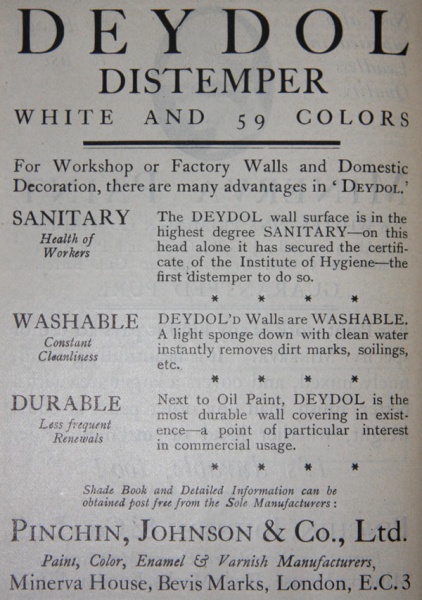 DEYDOL
DISTEMPER
WHITE AND 59 COLORS
For Workshop or Factory Walls and Domestic
Decoration, there are many advantages in ‘DEYDOL.’
SANITARY
Health of
Workers
The DEYDOL wall surface is in the
highest degree SANITARY—on this
head alone it has secured the certifi-
cate of the Institute of Hygiene—the
first distemper to do so.
* * * *
WASHABLE
Constant
Cleanliness
DEYDOL'D Walls are WASHABLE.
A light sponge down with clean water
instantly removes dirt marks, soilings,
etc.
* * * *
DURABLE
Less frequent
Renewals
Next to Oil Paint, DEYDOL is the
most durable wall covering in exist-
ence—a point of particular interest
in commercial usage.
* * * *
Shade Book and Detailed Information can be
obtained post free from the Sole Manufacturers :
PINCHIN, JOHNSON & Co., Ltd.
Paint, Color, Enamel & Varnish Manufacturers,
Minerva House, Bevis Marks, London, E.C. 3